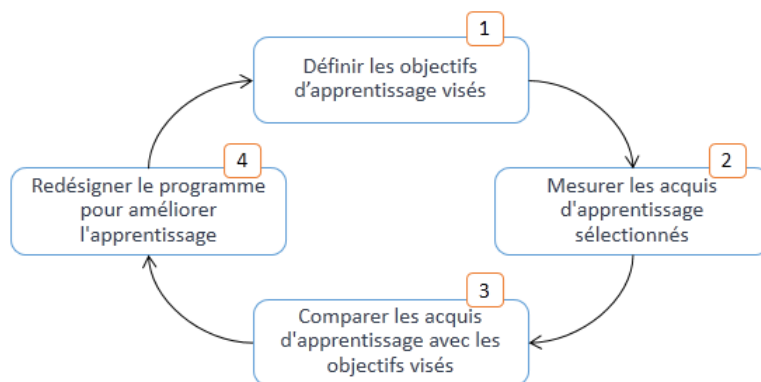 1
Définir les objectifs
d’apprentissage visés
2
Mesurer les acquis
d'apprentissage
sélectionnés
3
Comparer les acquis
d'apprentissage avec les
objectifs visés
4
Redésigner le programme
pour améliorer
l'apprentissage